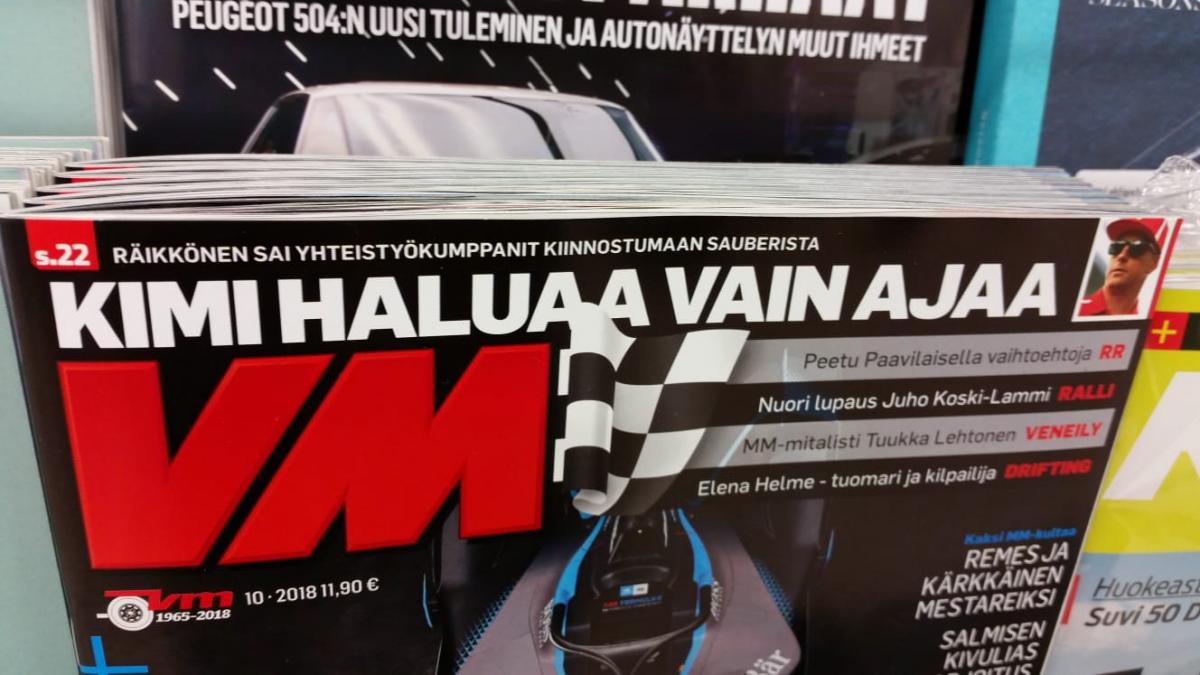 PEUGEOT 504:N UUSI TULEMINEN JA AUTONÄYTTELYN MUUT IHMEET
s.22 RÄIKKÖNEN SAI YHTEISTYÖKUMPPANIT KIINNOSTUMAAN SAUBERISTA
KIMI HALUAA VAIN AJAA
VM
Peetu Paavilaisella vaihtoehtoja RR
Nuori lupaus Juho Koski-Lammi RALLI
MM-mitalisti Tuukka Lehtonen VENEILY
Elena Helme - tuomari ja kilpailija DRIFTING
Kaksi MM-kultaa
REMES JA
KÄRKKÄINEN
MESTAREIKSI
SALMISEN
KIVULIAS
vm 10 · 2018 11,90 €
1965-2018
Suvi 50